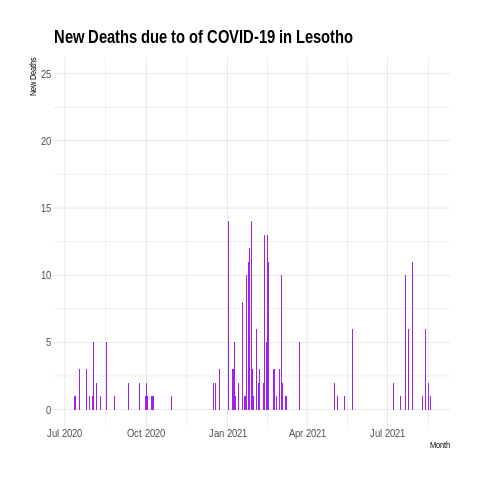 New Deaths due to of COVID-19 in Lesotho
New Deaths
25
20
15
10
5
0
Jul 2020 Oct 2020 Jan 2021 Apr 2021 Jul 2021
Month